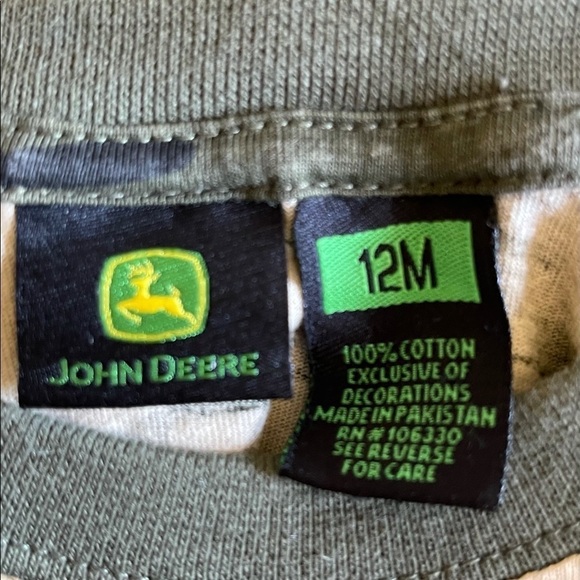 JOHN DEERE
12M
100% COTTON
EXCLUSIVE OF
DECORATIONS
MADE IN PAKISTAN
RN # 106330
SEE REVERSE
FOR CARE